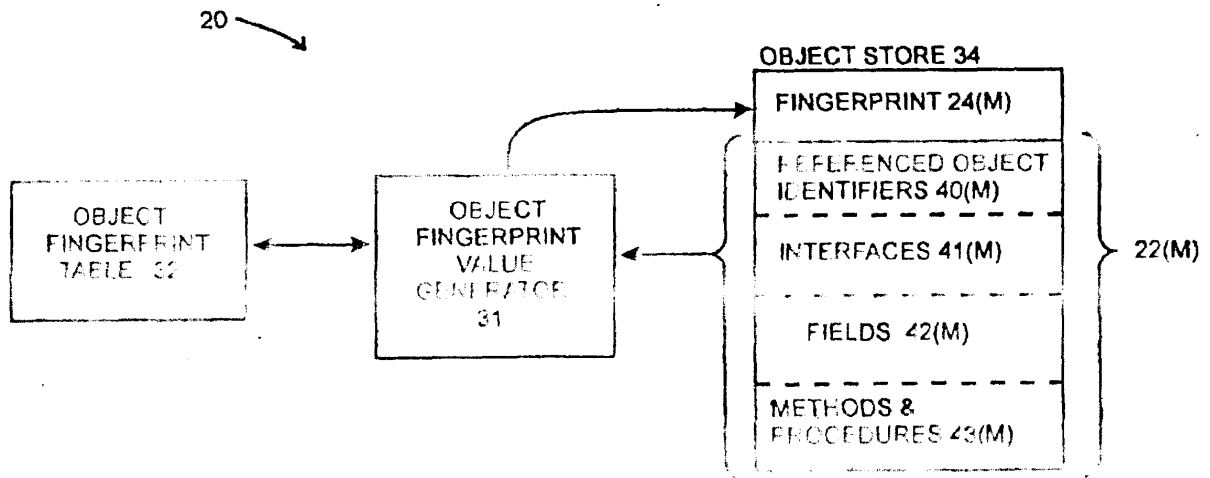 20
OBJECT STORE 34
FINGERPRINT 24(M)
REFERENCED OBJECT
IDENTIFIERS 40(M)
INTERFACES 41(M)
FIELDS 42(M)
METHODS &
PROCEDURES 43(M)
22(M)
OBJECT
FINGERPRINT
VALUE
GENERATOR
31
OBJECT
FINGERPRINT
TABLE 32